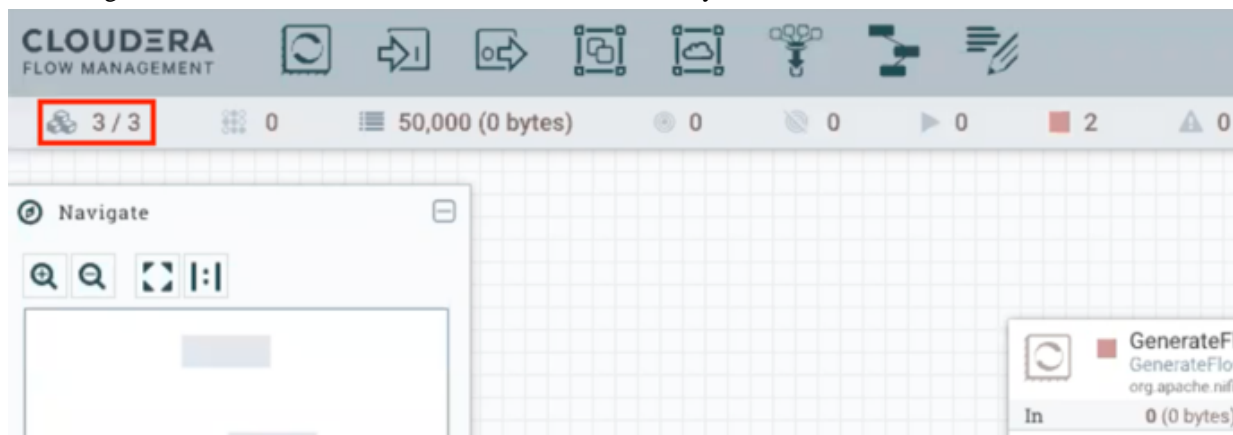 CLOUDERA
FLOW MANAGEMENT
3 / 3 0 50,000 (0 bytes) 0 0 0 2 0
Navigate
GenerateFl
GenerateFlo
org.apache.nifi
In 0 (0 bytes)